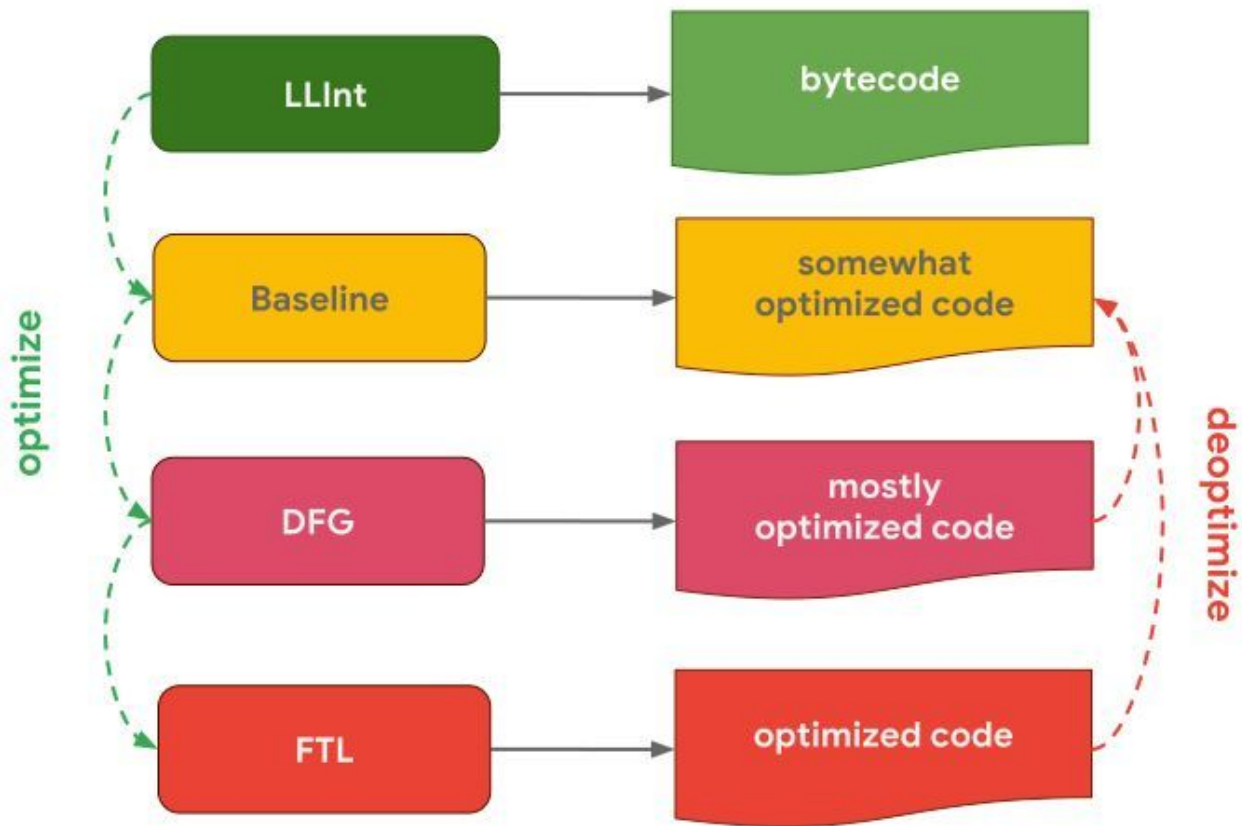 LLInt
bytecode
Baseline
somewhat
optimized code
optimize
DFG
mostly
optimized code
deoptimize
FTL
optimized code